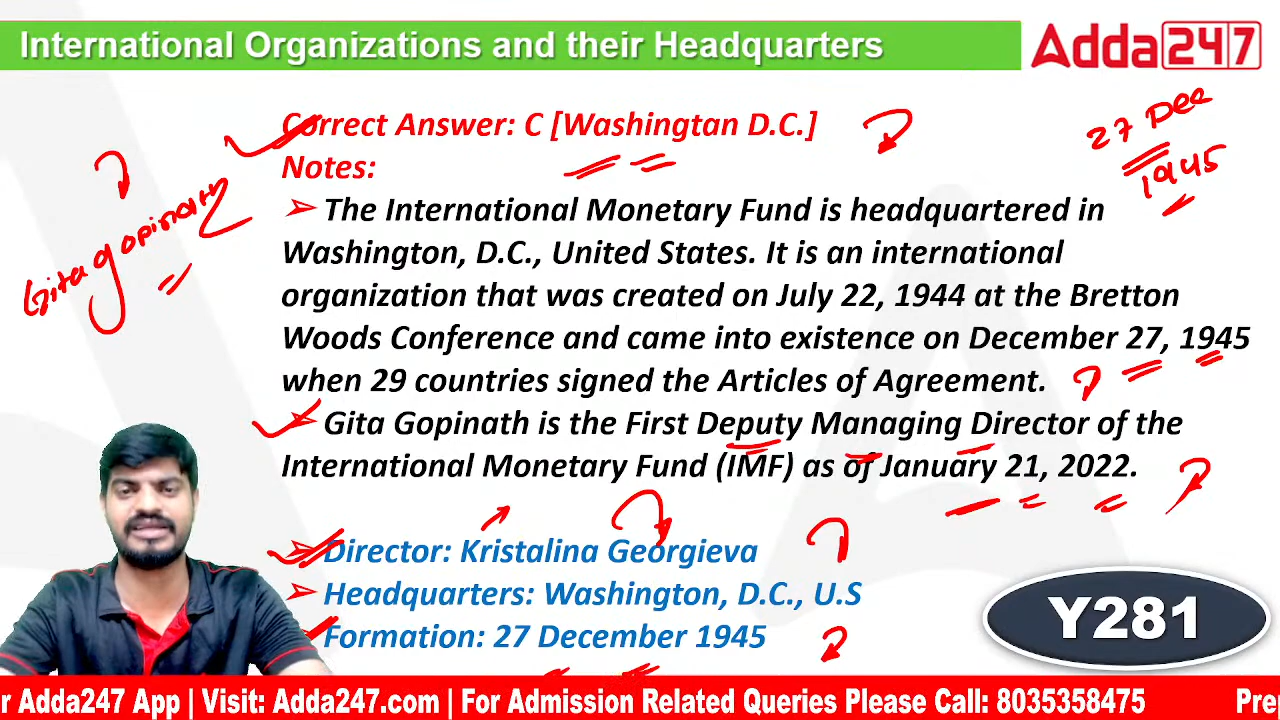 International Organizations and their Headquarters
Adda247
Correct Answer: C [Washingtan D.C.]
27 Dec
1945
Notes:
Gita gopinath
➢ The International Monetary Fund is headquartered in
Washington, D.C., United States. It is an international
organization that was created on July 22, 1944 at the Bretton
Woods Conference and came into existence on December 27, 1945
when 29 countries signed the Articles of Agreement.
➢ Gita Gopinath is the First Deputy Managing Director of the
International Monetary Fund (IMF) as of January 21, 2022.
➢ Director: Kristalina Georgieva
➢ Headquarters: Washington, D.C., U.S
➢ Formation: 27 December 1945
Y281
r Adda247 App | Visit: Adda247.com | For Admission Related Queries Please Call: 8035358475 Pre